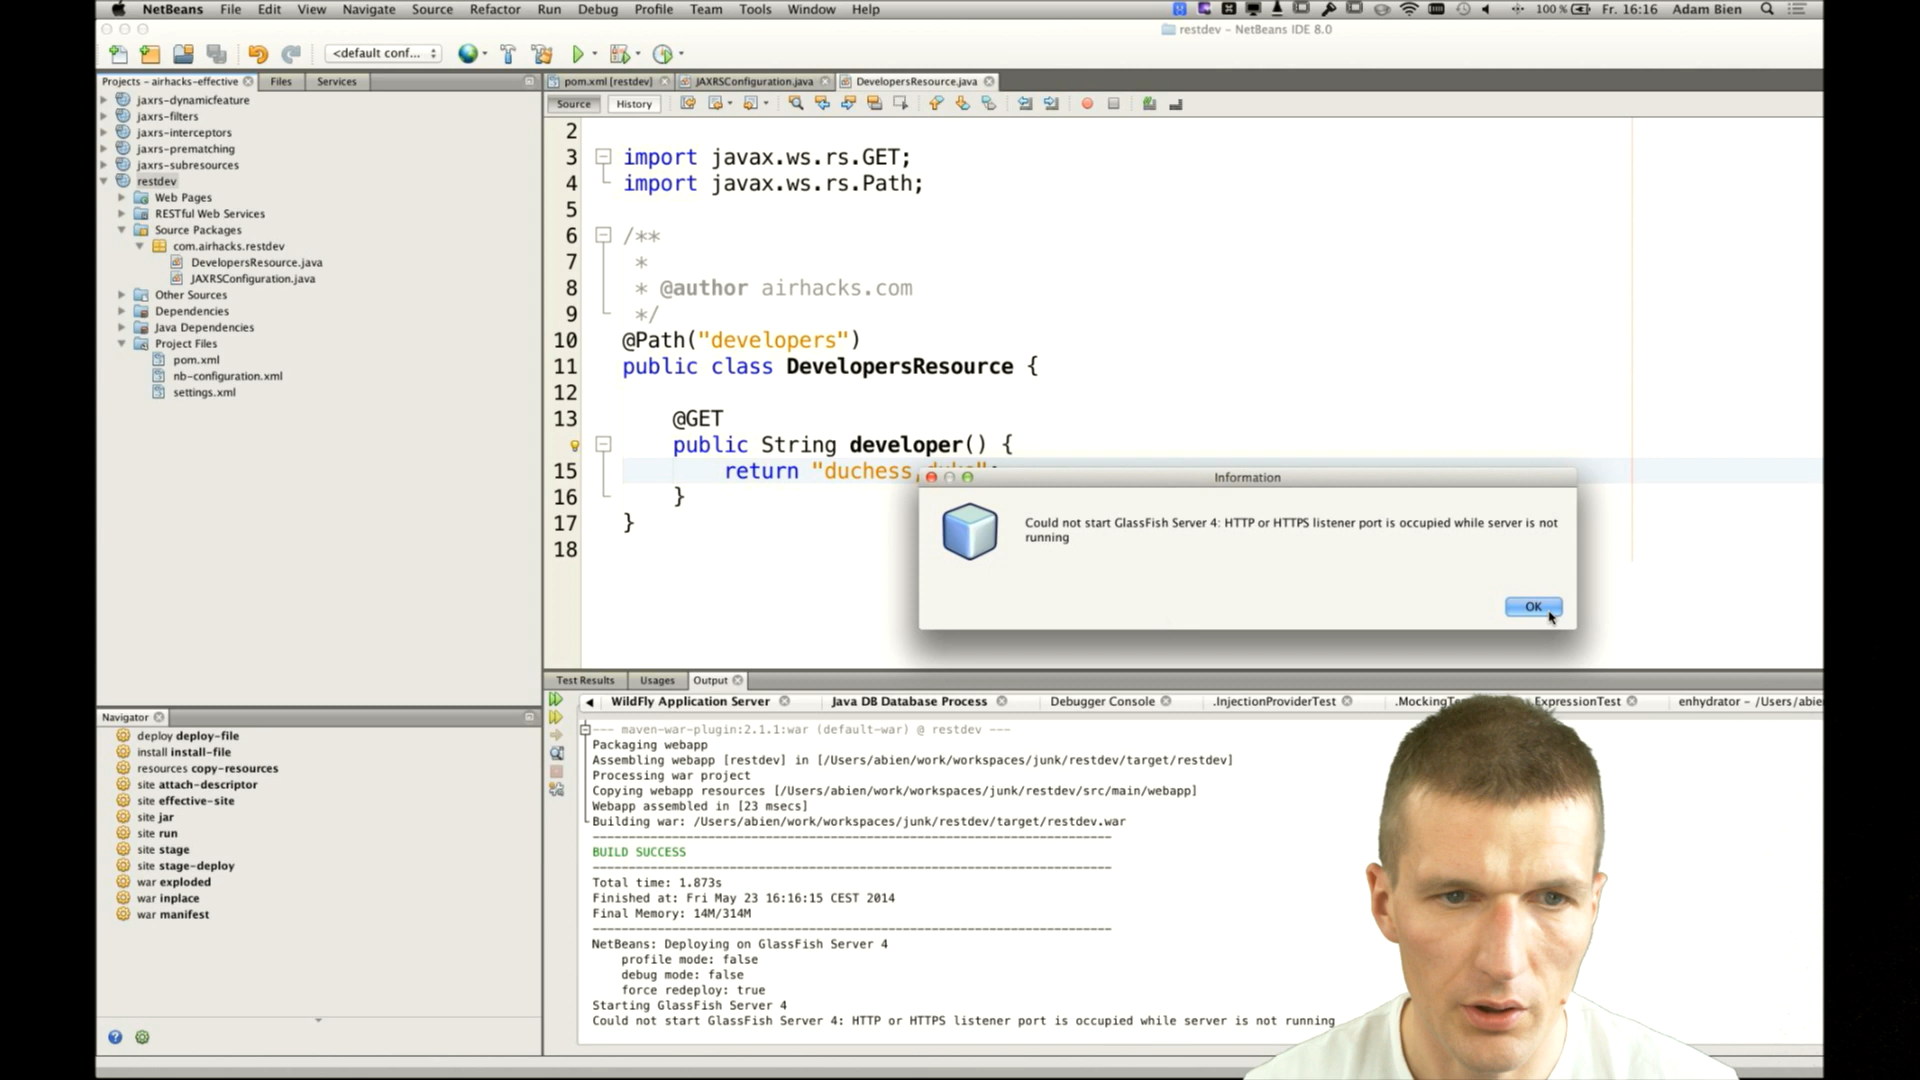 NetBeans File Edit View Navigate Source Refactor Run Debug Profile Team Tools Window Help 100% Fr. 16:16 Adam Bien
restdev – NetBeans IDE 8.0
<default conf...
Projects – airhacks-effective Files Services
jaxrs-dynamicfeature
jaxrs-filters
jaxrs-interceptors
jaxrs-prematching
jaxrs-subresources
restdev
Web Pages
RESTful Web Services
Source Packages
com.airhacks.restdev
DevelopersResource.java
JAXRSConfiguration.java
Other Sources
Dependencies
Java Dependencies
Project Files
pom.xml
nb-configuration.xml
settings.xml
Navigator
deploy deploy-file
install install-file
resources copy-resources
site attach-descriptor
site effective-site
site jar
site run
site stage
site stage-deploy
war exploded
war inplace
war manifest
pom.xml [restdev] JAXRSConfiguration.java DevelopersResource.java
Source History
2
3 import javax.ws.rs.GET;
4 import javax.ws.rs.Path;
5
6 /**
7 *
8 * @author airhacks.com
9 */
10 @Path("developers")
11 public class DevelopersResource {
12
13 @GET
public String developer() {
15 return "duchess,
16 }
17 }
18
Information
Could not start GlassFish Server 4: HTTP or HTTPS listener port is occupied while server is not
running
OK
Test Results Usages Output
WildFly Application Server Java DB Database Process Debugger Console .InjectionProviderTest ExpressionTest enhydrator – /Users/abie
--- maven-war-plugin:2.1.1:war (default-war) @ restdev ---
Packaging webapp
Assembling webapp [restdev] in [/Users/abien/work/workspaces/junk/restdev/target/restdev]
Processing war project
Copying webapp resources [/Users/abien/work/workspaces/junk/restdev/src/main/webapp]
Webapp assembled in [23 msecs]
Building war: /Users/abien/work/workspaces/junk/restdev/target/restdev.war
BUILD SUCCESS
Total time: 1.873s
Finished at: Fri May 23 16:16:15 CEST 2014
Final Memory: 14M/314M
NetBeans: Deploying on GlassFish Server 4
profile mode: false
debug mode: false
force redeploy: true
Starting GlassFish Server 4
Could not start GlassFish Server 4: HTTP or HTTPS listener port is occupied while server is not running